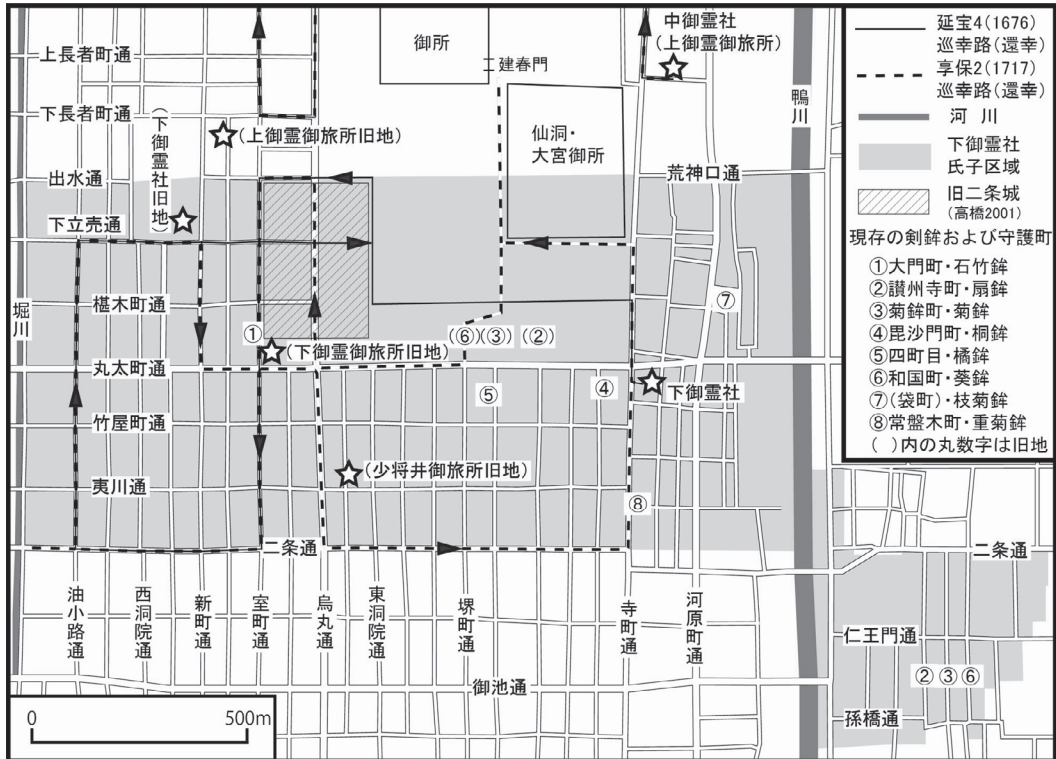 上長者町通
下長者町通
出水通
下立売通
椹木町通
丸太町通
竹屋町通
夷川通
二条通
堀川
(下御霊社旧地)
(上御霊御旅所旧地)
(下御霊御旅所旧地)
(少将井御旅所旧地)
御所
建春門
仙洞・
大宮御所
中御霊社
(上御霊御旅所)
鴨川
荒神口通
下御霊社
①
(⑥)(③)
(②)
⑤
④
⑦
⑧
油小路通
西洞院通
新町通
室町通
烏丸通
東洞院通
堺町通
寺町通
河原町通
御池通
二条通
仁王門通
②③⑥
孫橋通
0 500m
延宝4(1676)
巡幸路(還幸)
享保2(1717)
巡幸路(還幸)
河川
下御霊社
氏子区域
旧二条城
(高橋2001)
現存の剣鉾および守護町
①大門町・石竹鉾
②讃州寺町・扇鉾
③菊鉾町・菊鉾
④毘沙門町・桐鉾
⑤四町目・橘鉾
⑥和国町・葵鉾
⑦(袋町)・枝菊鉾
⑧常盤木町・重菊鉾
( )内の丸数字は旧地